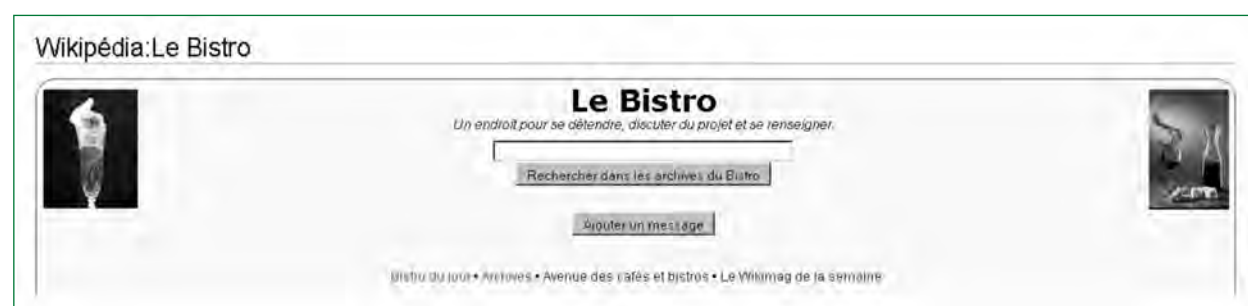 Wikipédia:Le Bistro
Le Bistro
Un endroit pour se détendre, discuter du projet et se renseigner.
Rechercher dans les archives du Bistro
Ajouter un message
Bistro du jour • Archives • Avenue des cafés et bistros • Le Wikimag de la semaine